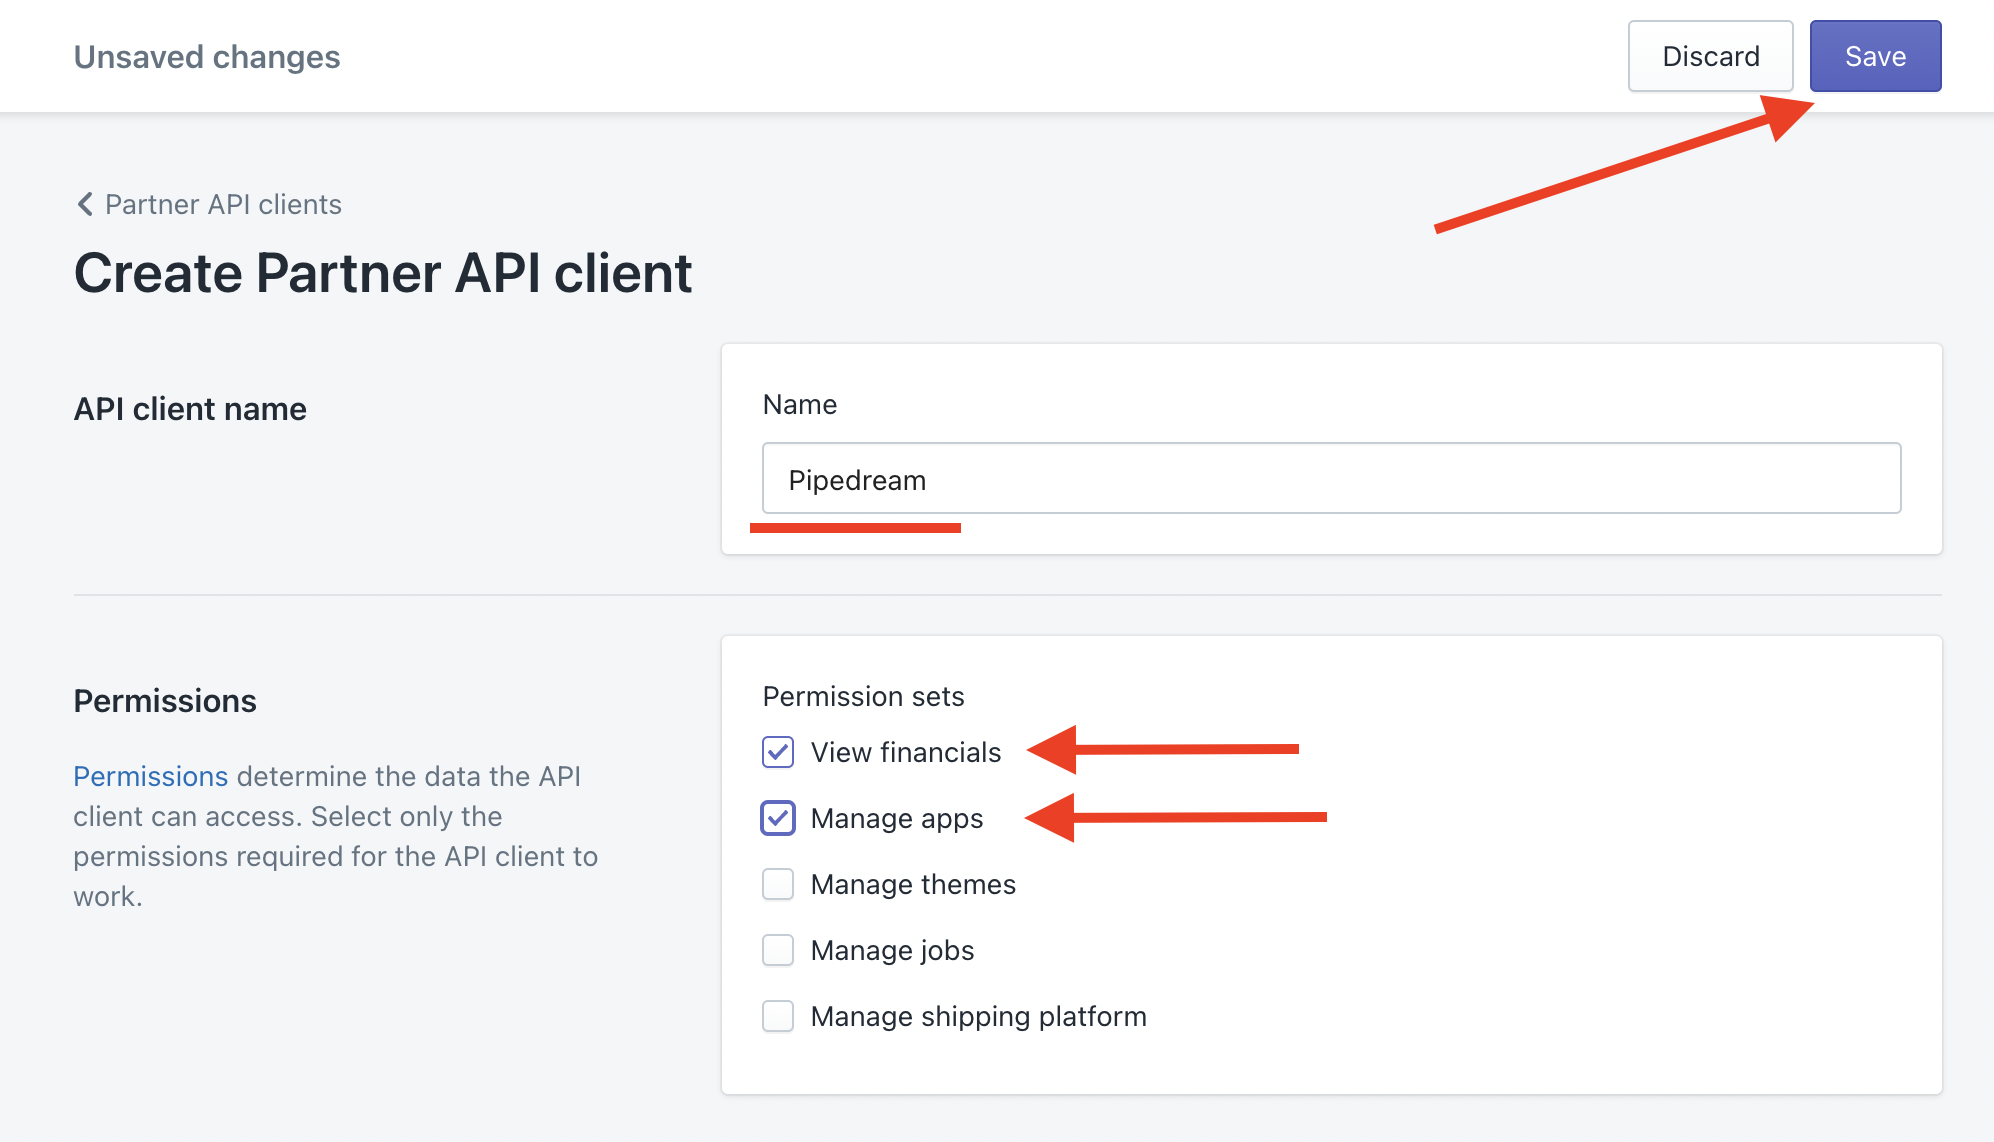 Unsaved changes
Discard
Save
Partner API clients
Create Partner API client
API client name
Name
Pipedream
Permissions
Permissions determine the data the API
client can access. Select only the
permissions required for the API client to
work.
Permission sets
View financials
Manage apps
Manage themes
Manage jobs
Manage shipping platform